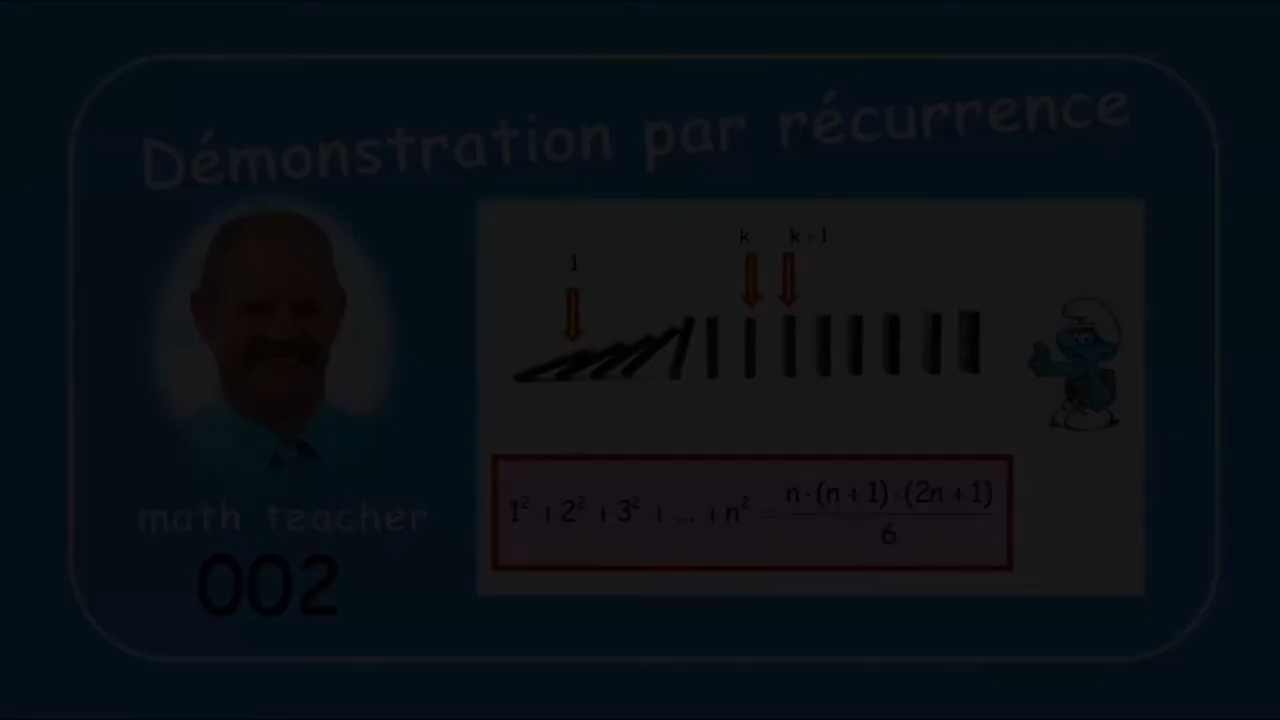 Démonstration par récurrence
1
k
k + 1
1² + 2² + 3² + ... + n² = n·(n + 1)·(2n + 1) / 6
math teacher
002